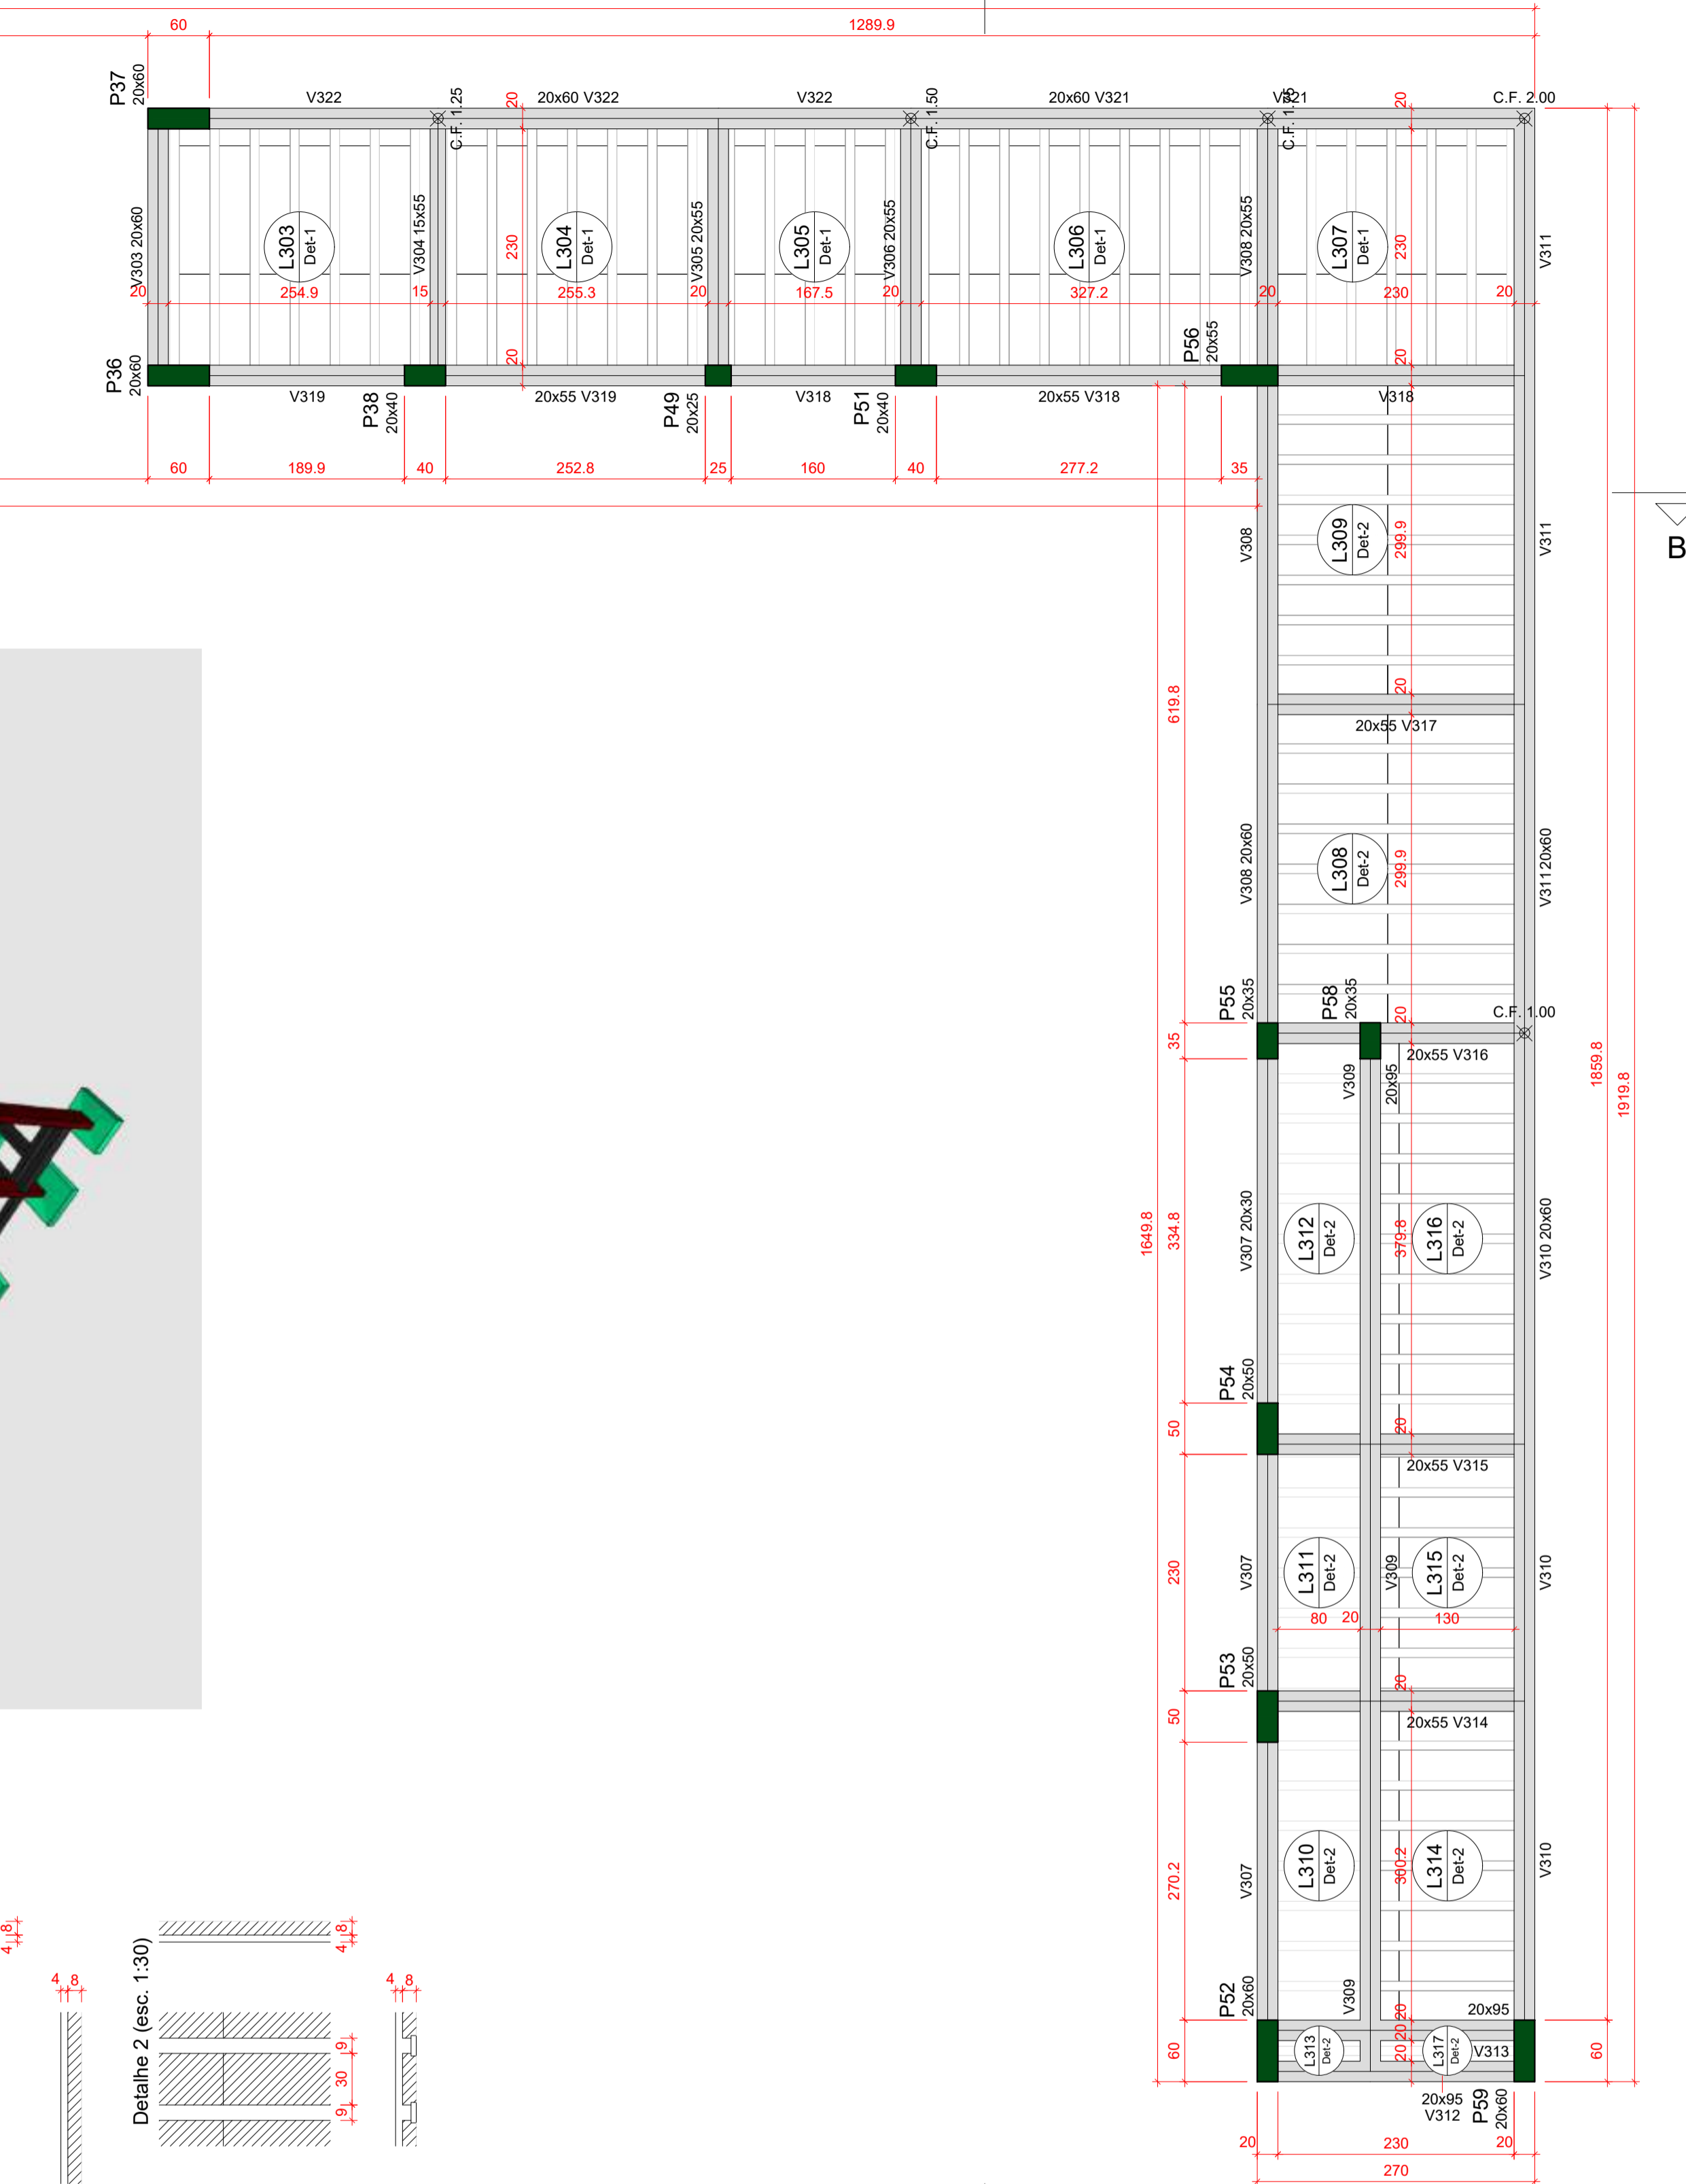 60
1289.9
P37
20x60
V322
C.F. 1.25
20
20x60 V322
V322
C.F. 1.50
20x60 V321
V321
C.F. 1.75
20
C.F. 2.00
V303 20x60
L303
Det-1
V304 15x55
230
L304
Det-1
V305 20x55
L305
Det-1
V306 20x55
L306
Det-1
V308 20x55
L307
Det-1
230
V311
20
254.9
15
255.3
20
167.5
20
327.2
20
230
20
P36
20x60
20
P56
20x55
20
V319
P38
20x40
20x55 V319
P49
20x25
V318
P51
20x40
20x55 V318
V318
60
189.9
40
252.8
25
160
40
277.2
35
V308
L309
Det-2
299.9
V311
B
619.8
20
20x55 V317
V308 20x60
L308
Det-2
299.9
V311 20x60
P55
20x35
P58
20x35
20
C.F. 1.00
35
V309
20x95
20x55 V316
1859.8
1919.8
1649.8
334.8
V307 20x30
L312
Det-2
379.8
L316
Det-2
V310 20x60
P54
20x50
50
20
20x55 V315
230
V307
L311
Det-2
V309
L315
Det-2
V310
80
20
130
P53
20x50
20
50
20x55 V314
270.2
V307
L310
Det-2
300.2
L314
Det-2
V310
4
8
Detalhe 2 (esc. 1:30)
4
8
4
8
4
8
9
30
9
P52
20x60
V309
20
20x95
60
L313
Det-2
20
20
L317
Det-2
V313
60
20x95
V312
P59
20x60
20
230
20
270